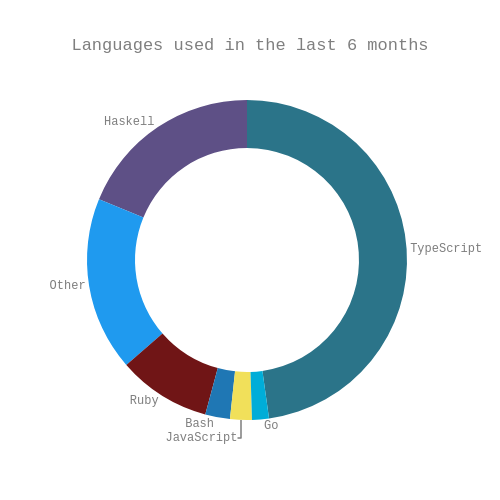 Languages used in the last 6 months
Haskell
TypeScript
Other
Ruby
Bash
Go
JavaScript